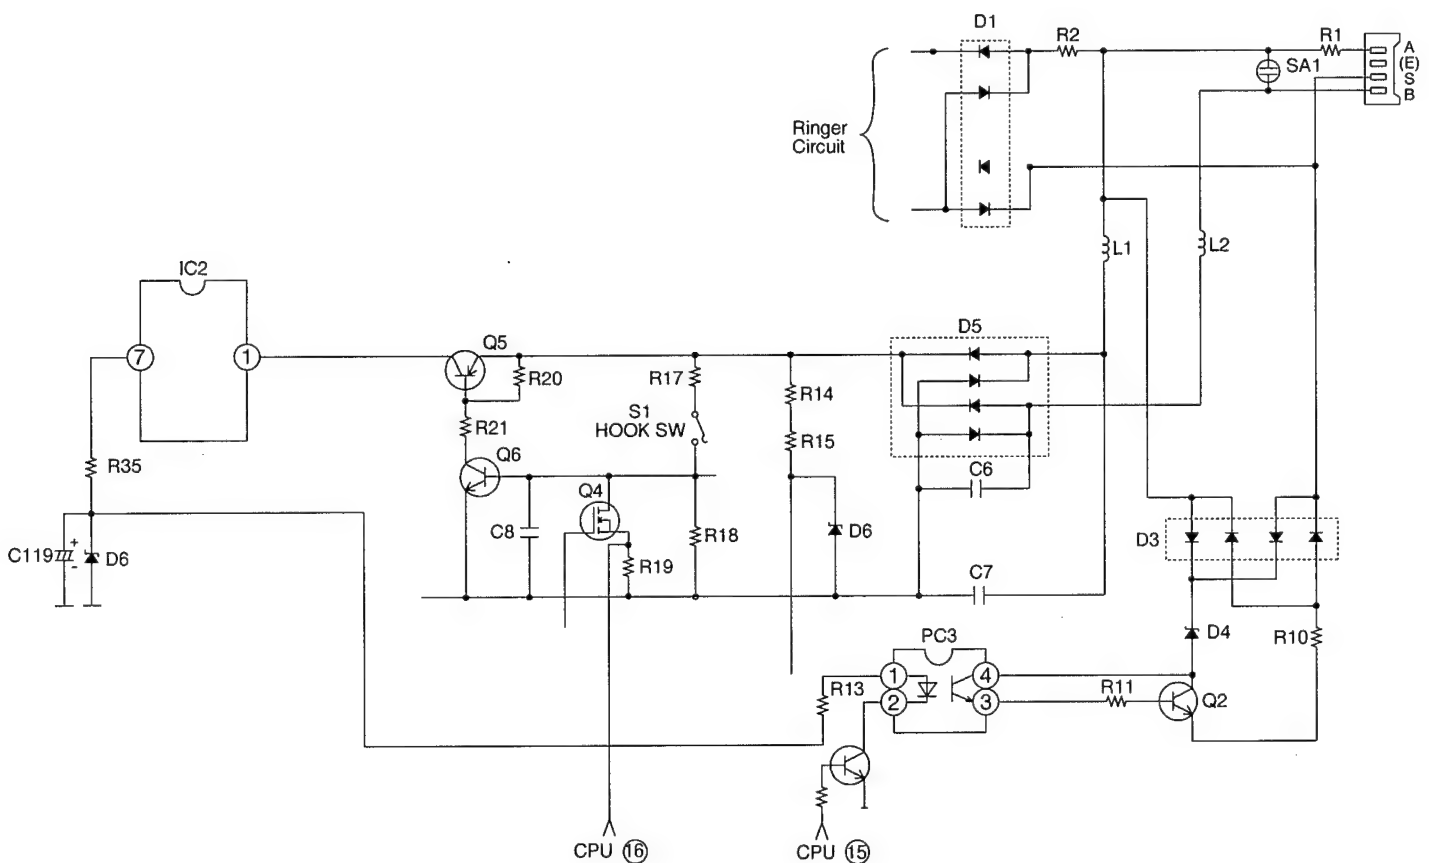 D1
R2
R1
A
(E)
S
B
SA1
Ringer
Circuit
L1
L2
IC2
7
1
Q5
R20
R21
Q6
R35
R17
S1
HOOK SW
R14
R15
D5
C6
Q4
C8
R18
R19
D6
C7
C119
+
-
D6
D3
D4
R10
PC3
1
4
2
3
R13
R11
Q2
CPU 16
CPU 15